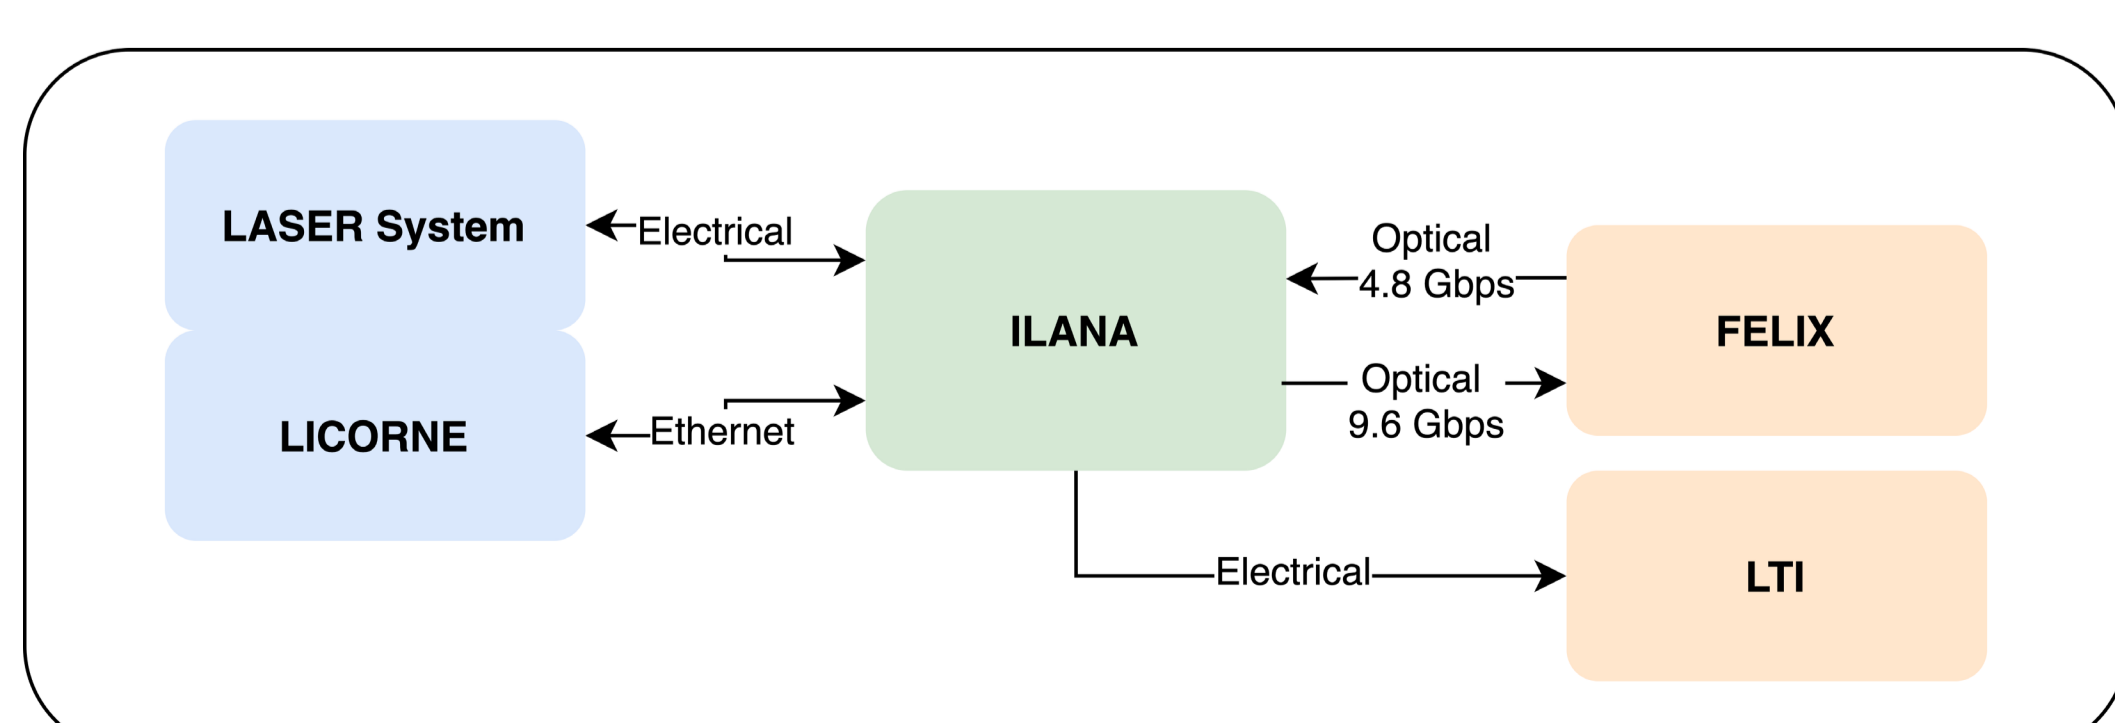 LASER System
Electrical
ILANA
Optical
4.8 Gbps
FELIX
Optical
9.6 Gbps
LICORNE
Ethernet
Electrical
LTI